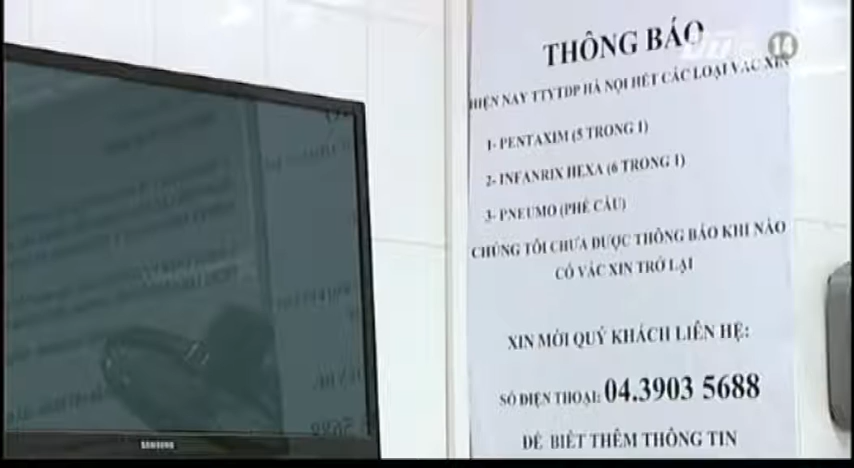 THÔNG BÁO
HIỆN NAY TTYTDP HÀ NỘI HẾT CÁC LOẠI VẮC XIN
1- PENTAXIM (5 TRONG 1)
2- INFANRIX HEXA (6 TRONG 1)
3- PNEUMO (PHẾ CẦU)
CHÚNG TÔI CHƯA ĐƯỢC THÔNG BÁO KHI NÀO
CÓ VẮC XIN TRỞ LẠI
XIN MỜI QUÝ KHÁCH LIÊN HỆ:
SỐ ĐIỆN THOẠI: 04.3903 5688
ĐỂ BIẾT THÊM THÔNG TIN
14
SAMSUNG